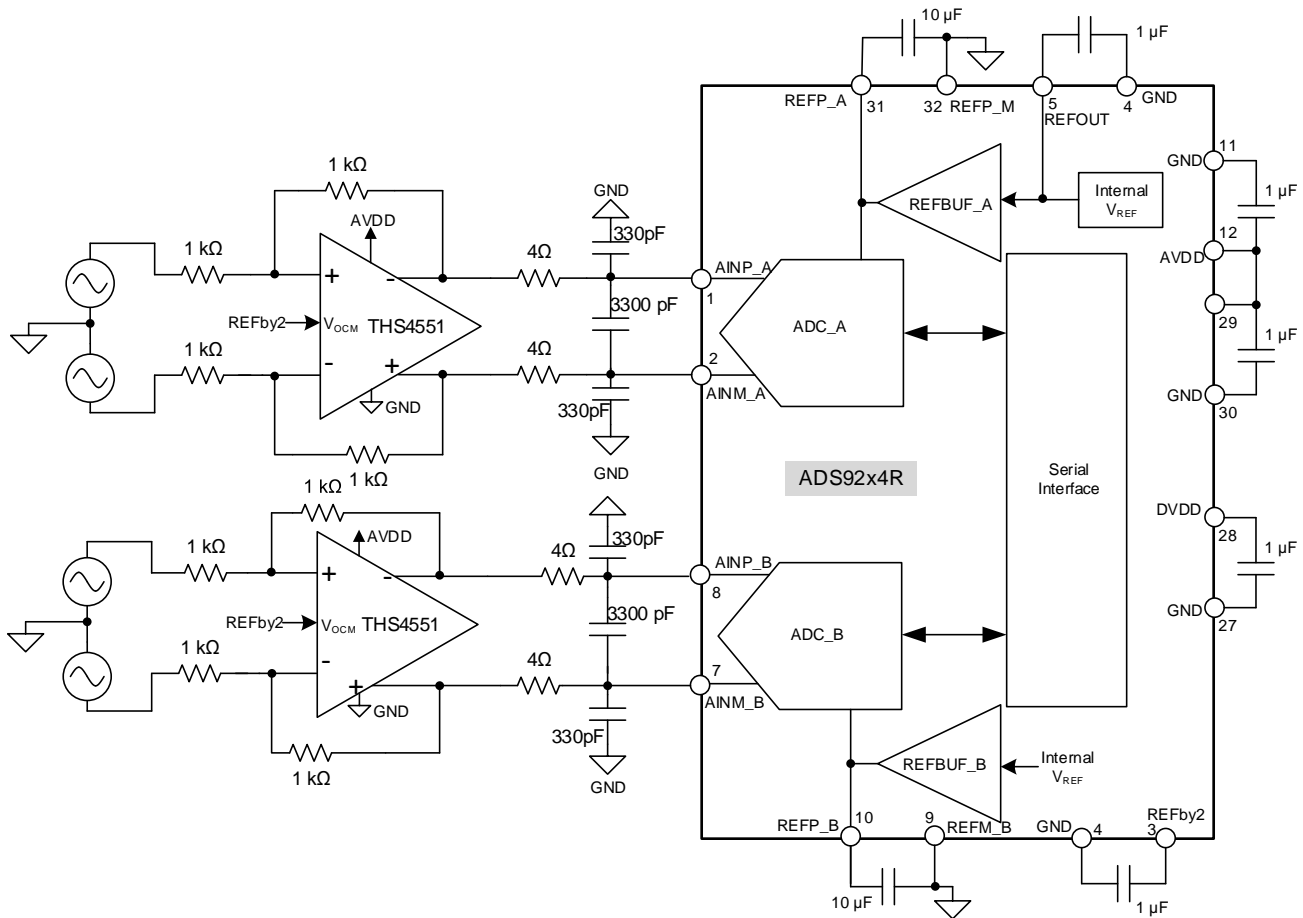 10 µF
1 µF
REFP_A
31
32
REFP_M
5
REFOUT
4
GND
1 kΩ
AVDD
1 kΩ
+
-
REFby2
VOCM
THS4551
1 kΩ
-
+
GND
1 kΩ
4Ω
4Ω
GND
330pF
3300 pF
330pF
GND
AINP_A
1
2
AINM_A
ADC_A
REFBUF_A
Internal
VREF
GND
11
1 µF
12
AVDD
29
1 µF
GND
30
ADS92x4R
Serial
Interface
DVDD
28
1 µF
GND
27
1 kΩ
AVDD
1 kΩ
+
-
REFby2
VOCM
THS4551
1 kΩ
-
+
GND
1 kΩ
4Ω
4Ω
330pF
3300 pF
330pF
GND
AINP_B
8
7
AINM_B
ADC_B
REFBUF_B
Internal
VREF
REFP_B
10
9
REFM_B
GND
4
3
REFby2
10 µF
1 µF